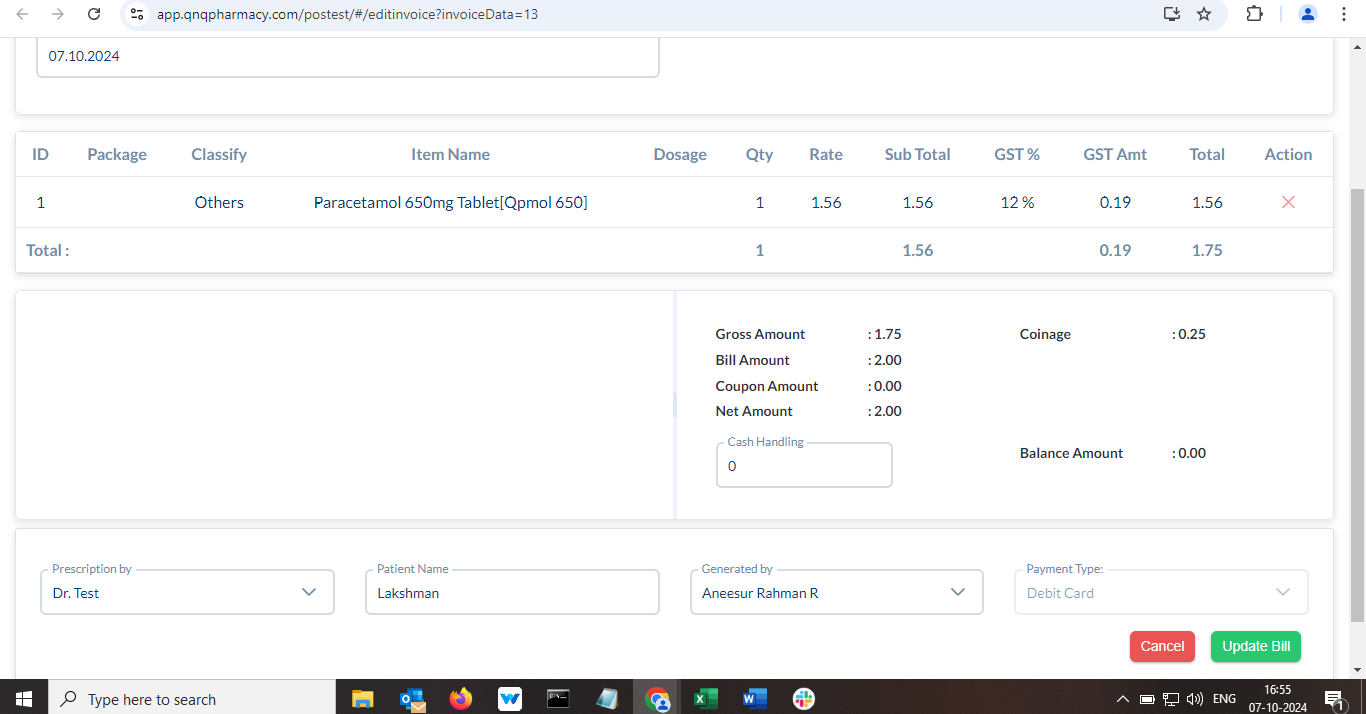 app.qnqpharmacy.com/postest/#/editinvoice?invoiceData=13
07.10.2024
ID Package Classify Item Name Dosage Qty Rate Sub Total GST % GST Amt Total Action
1 Others Paracetamol 650mg Tablet[Qpmol 650] 1 1.56 1.56 12 % 0.19 1.56
Total : 1 1.56 0.19 1.75
Gross Amount : 1.75 Coinage : 0.25
Bill Amount : 2.00
Coupon Amount : 0.00
Net Amount : 2.00
Cash Handling
0
Balance Amount : 0.00
Prescription by Patient Name Generated by Payment Type:
Dr. Test Lakshman Aneesur Rahman R Debit Card
Cancel Update Bill
Type here to search
ENG
16:55
07-10-2024
1